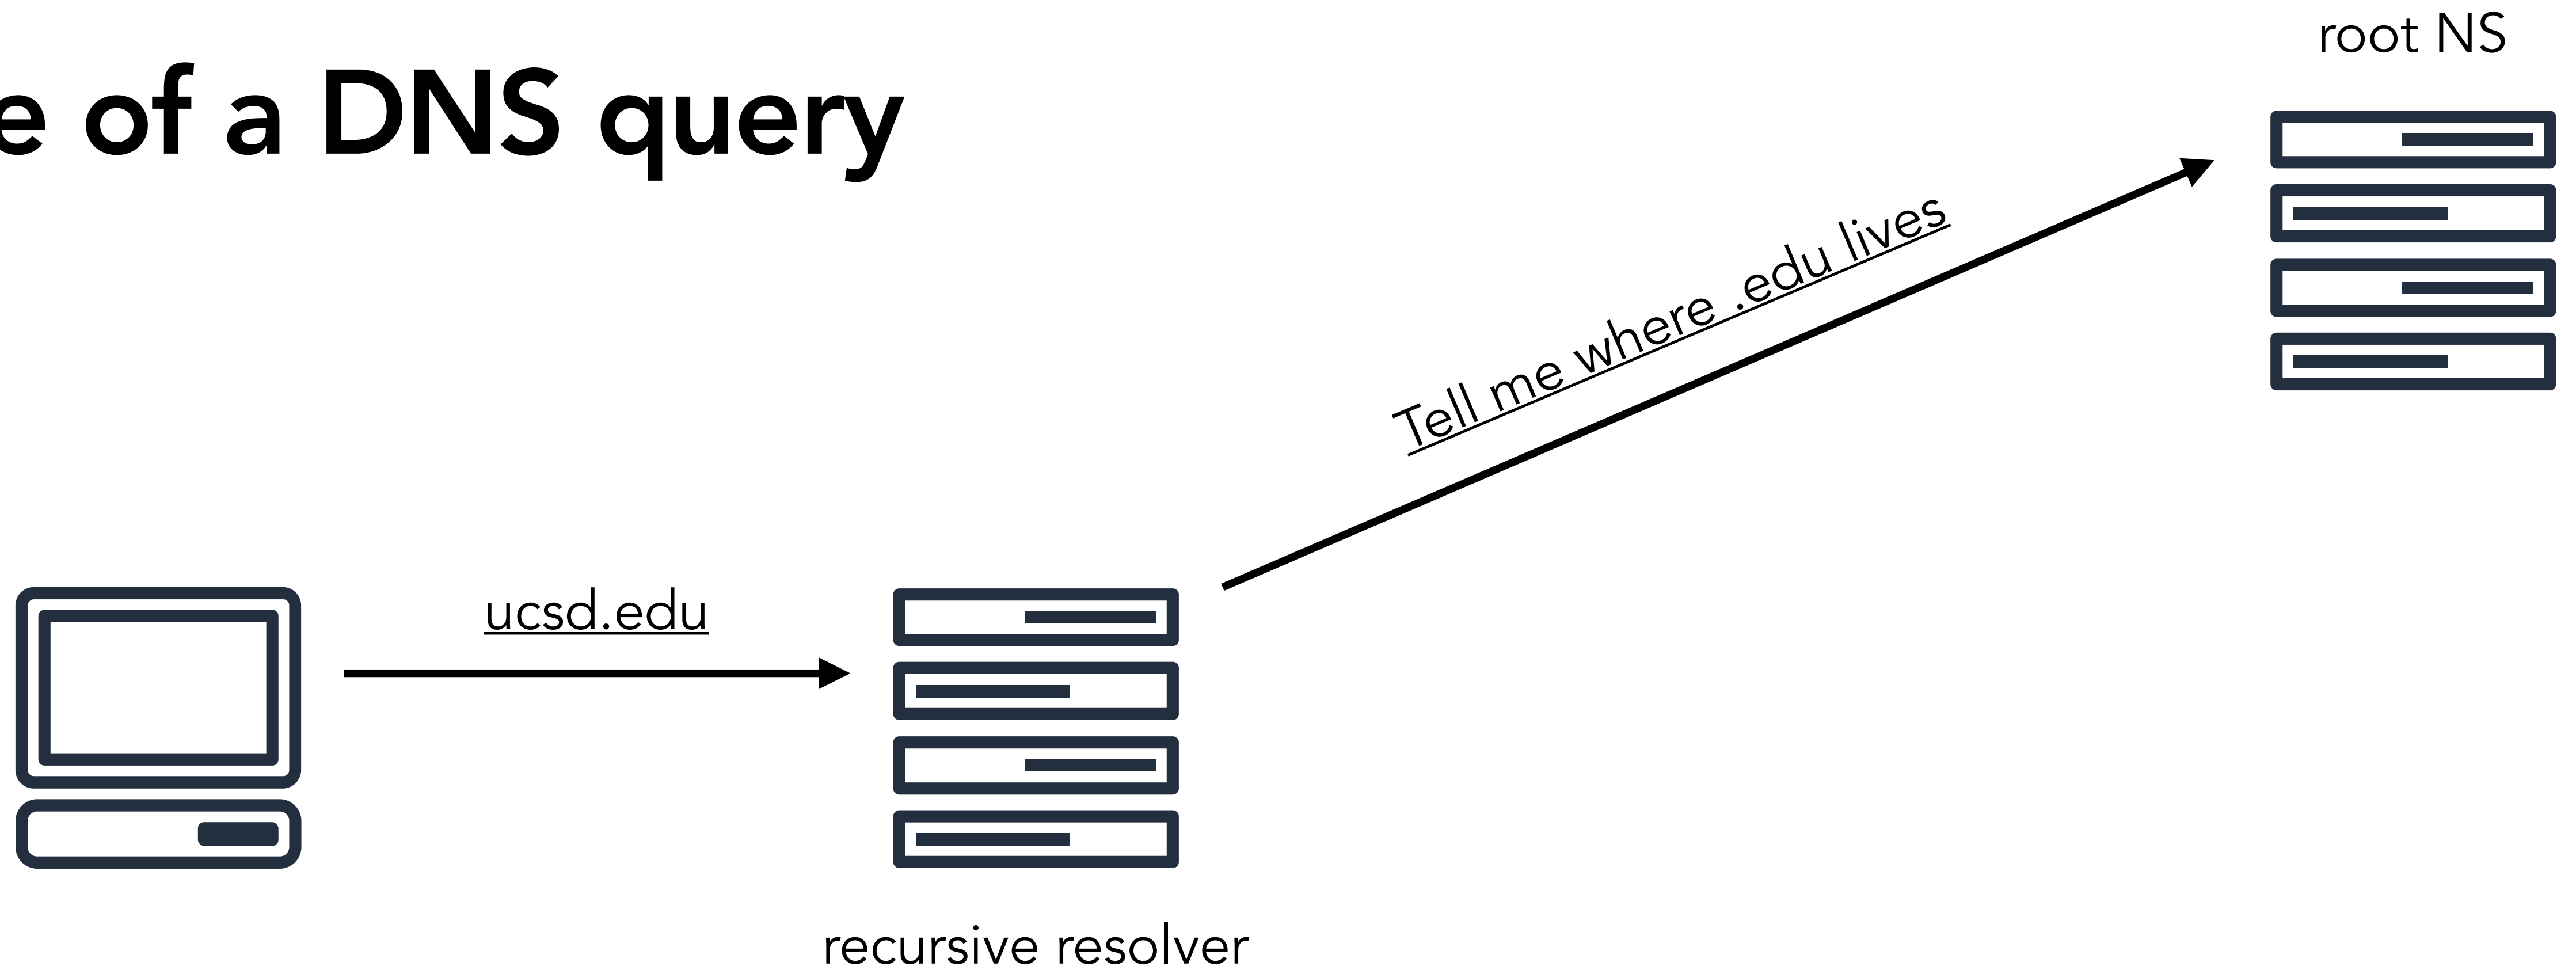 e of a DNS query
root NS
Tell me where .edu lives
ucsd.edu
recursive resolver